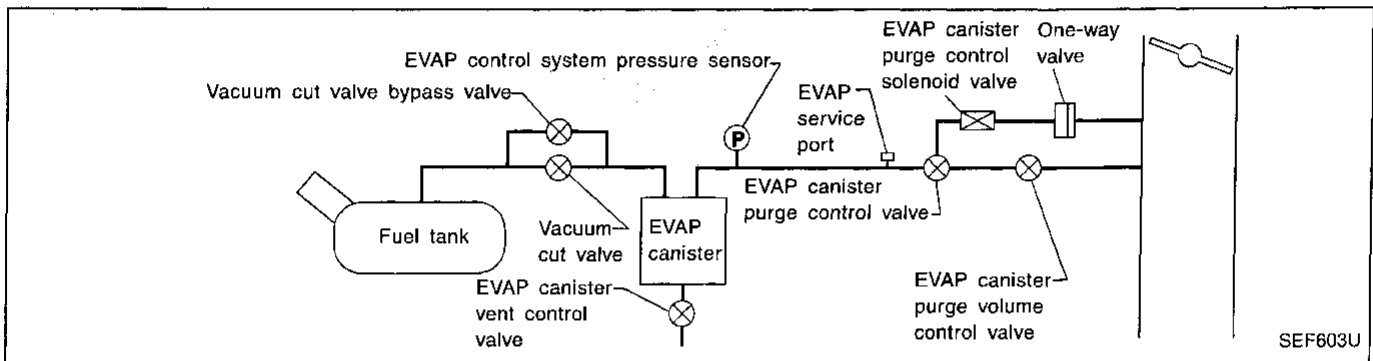 EVAP control system pressure sensor
Vacuum cut valve bypass valve
EVAP
service
port
EVAP canister
purge control
solenoid valve
One-way
valve
P
Fuel tank
Vacuum
cut valve
EVAP
canister
EVAP canister
purge control valve
EVAP canister
vent control
valve
EVAP canister
purge volume
control valve
SEF603U